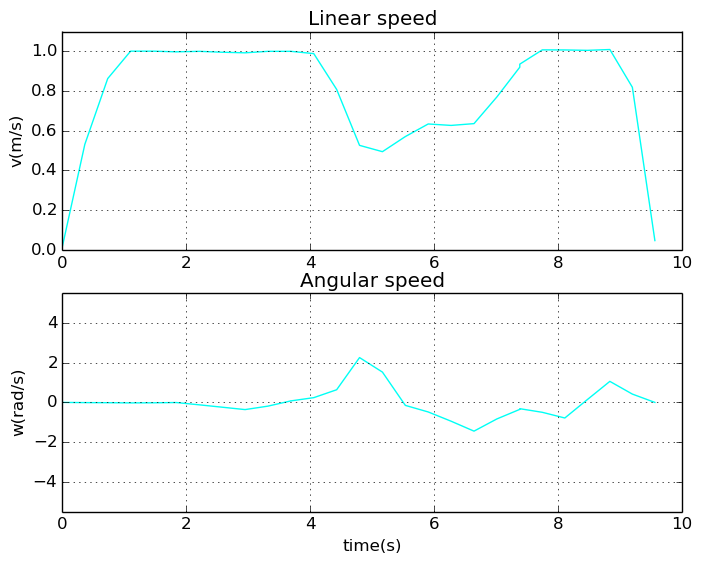 Linear speed
v(m/s)
1.0
0.8
0.6
0.4
0.2
0.0
0 2 4 6 8 10
Angular speed
w(rad/s)
4
2
0
−2
−4
0 2 4 6 8 10
time(s)